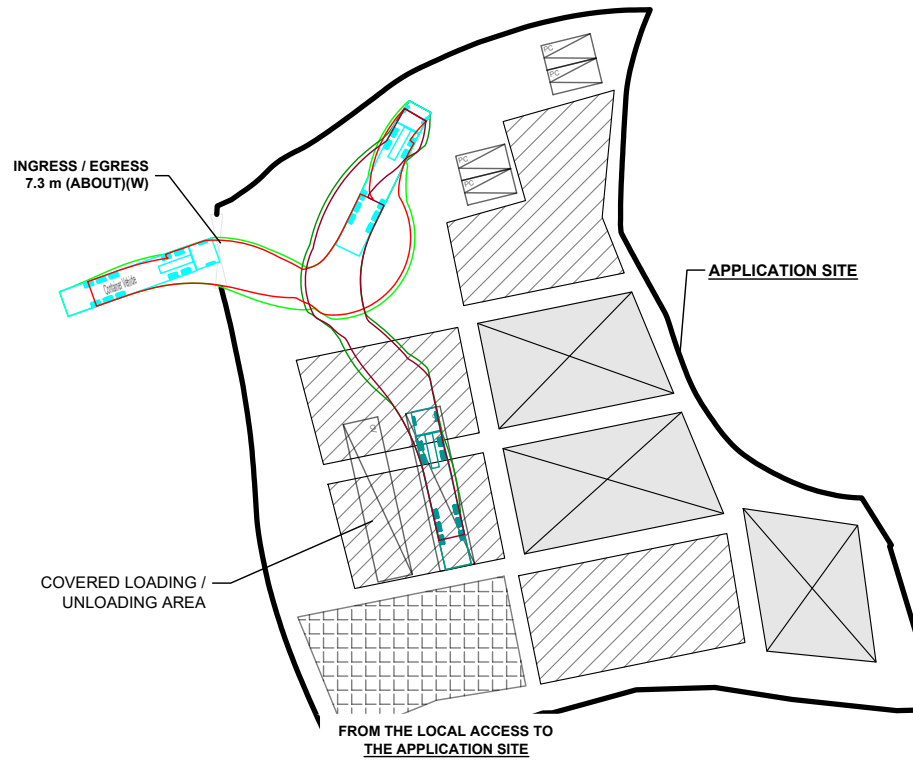 PC
PC
PC
PC
INGRESS / EGRESS
7.3 m (ABOUT)(W)
APPLICATION SITE
Container Vehicle
COVERED LOADING /
UNLOADING AREA
FROM THE LOCAL ACCESS TO
THE APPLICATION SITE